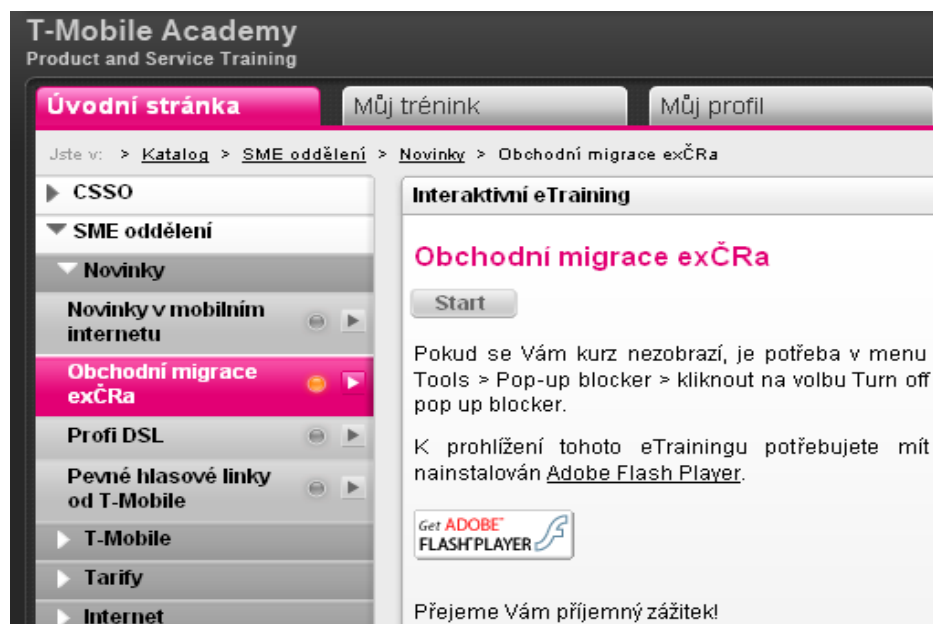 T-Mobile Academy
Product and Service Training
Úvodní stránka
Můj trénink
Můj profil
Jste v: > Katalog > SME oddělení > Novinky > Obchodní migrace exČRa
CSSO
SME oddělení
Novinky
Novinky v mobilním
internetu
Obchodní migrace
exČRa
Profi DSL
Pevné hlasové linky
od T-Mobile
T-Mobile
Tarify
Internet
Interaktivní eTraining
Obchodní migrace exČRa
Start
Pokud se Vám kurz nezobrazí, je potřeba v menu
Tools > Pop-up blocker > kliknout na volbu Turn off
pop up blocker.
K prohlížení tohoto eTrainingu potřebujete mít
nainstalován Adobe Flash Player.
Get ADOBE
FLASH PLAYER
Přejeme Vám příjemný zážitek!